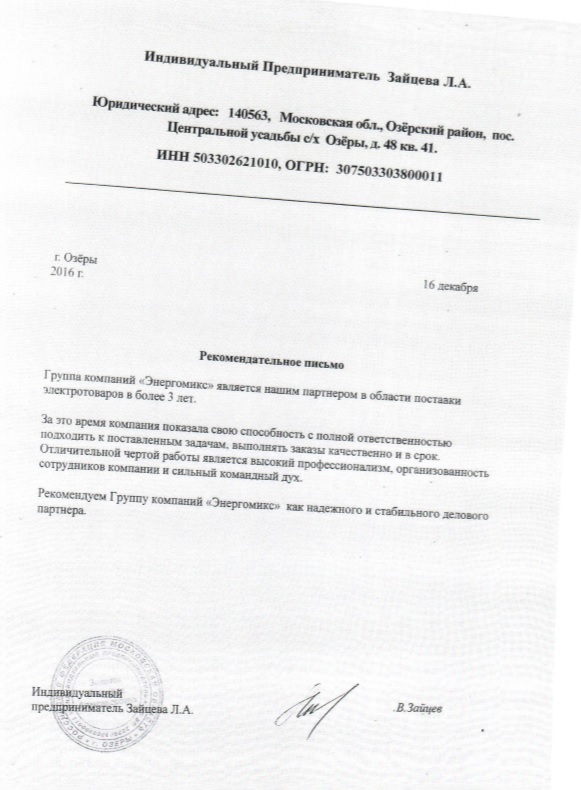 Индивидуальный Предприниматель Зайцева Л.А.
Юридический адрес: 140563, Московская обл., Озёрский район, пос.
Центральной усадьбы с/х Озёры, д. 48 кв. 41.
ИНН 503302621010, ОГРН: 307503303800011
г. Озёры
2016 г.
16 декабря
Рекомендательное письмо
Группа компаний «Энергомикс» является нашим партнером в области поставки
электротоваров в более 3 лет.
За это время компания показала свою способность с полной ответственностью
подходить к поставленным задачам, выполнять заказы качественно и в срок.
Отличительной чертой работы является высокий профессионализм, организованность
сотрудников компании и сильный командный дух.
Рекомендуем Группу компаний «Энергомикс» как надежного и стабильного делового
партнера.
Индивидуальный
предприниматель Зайцева Л.А.
.В.Зайцев